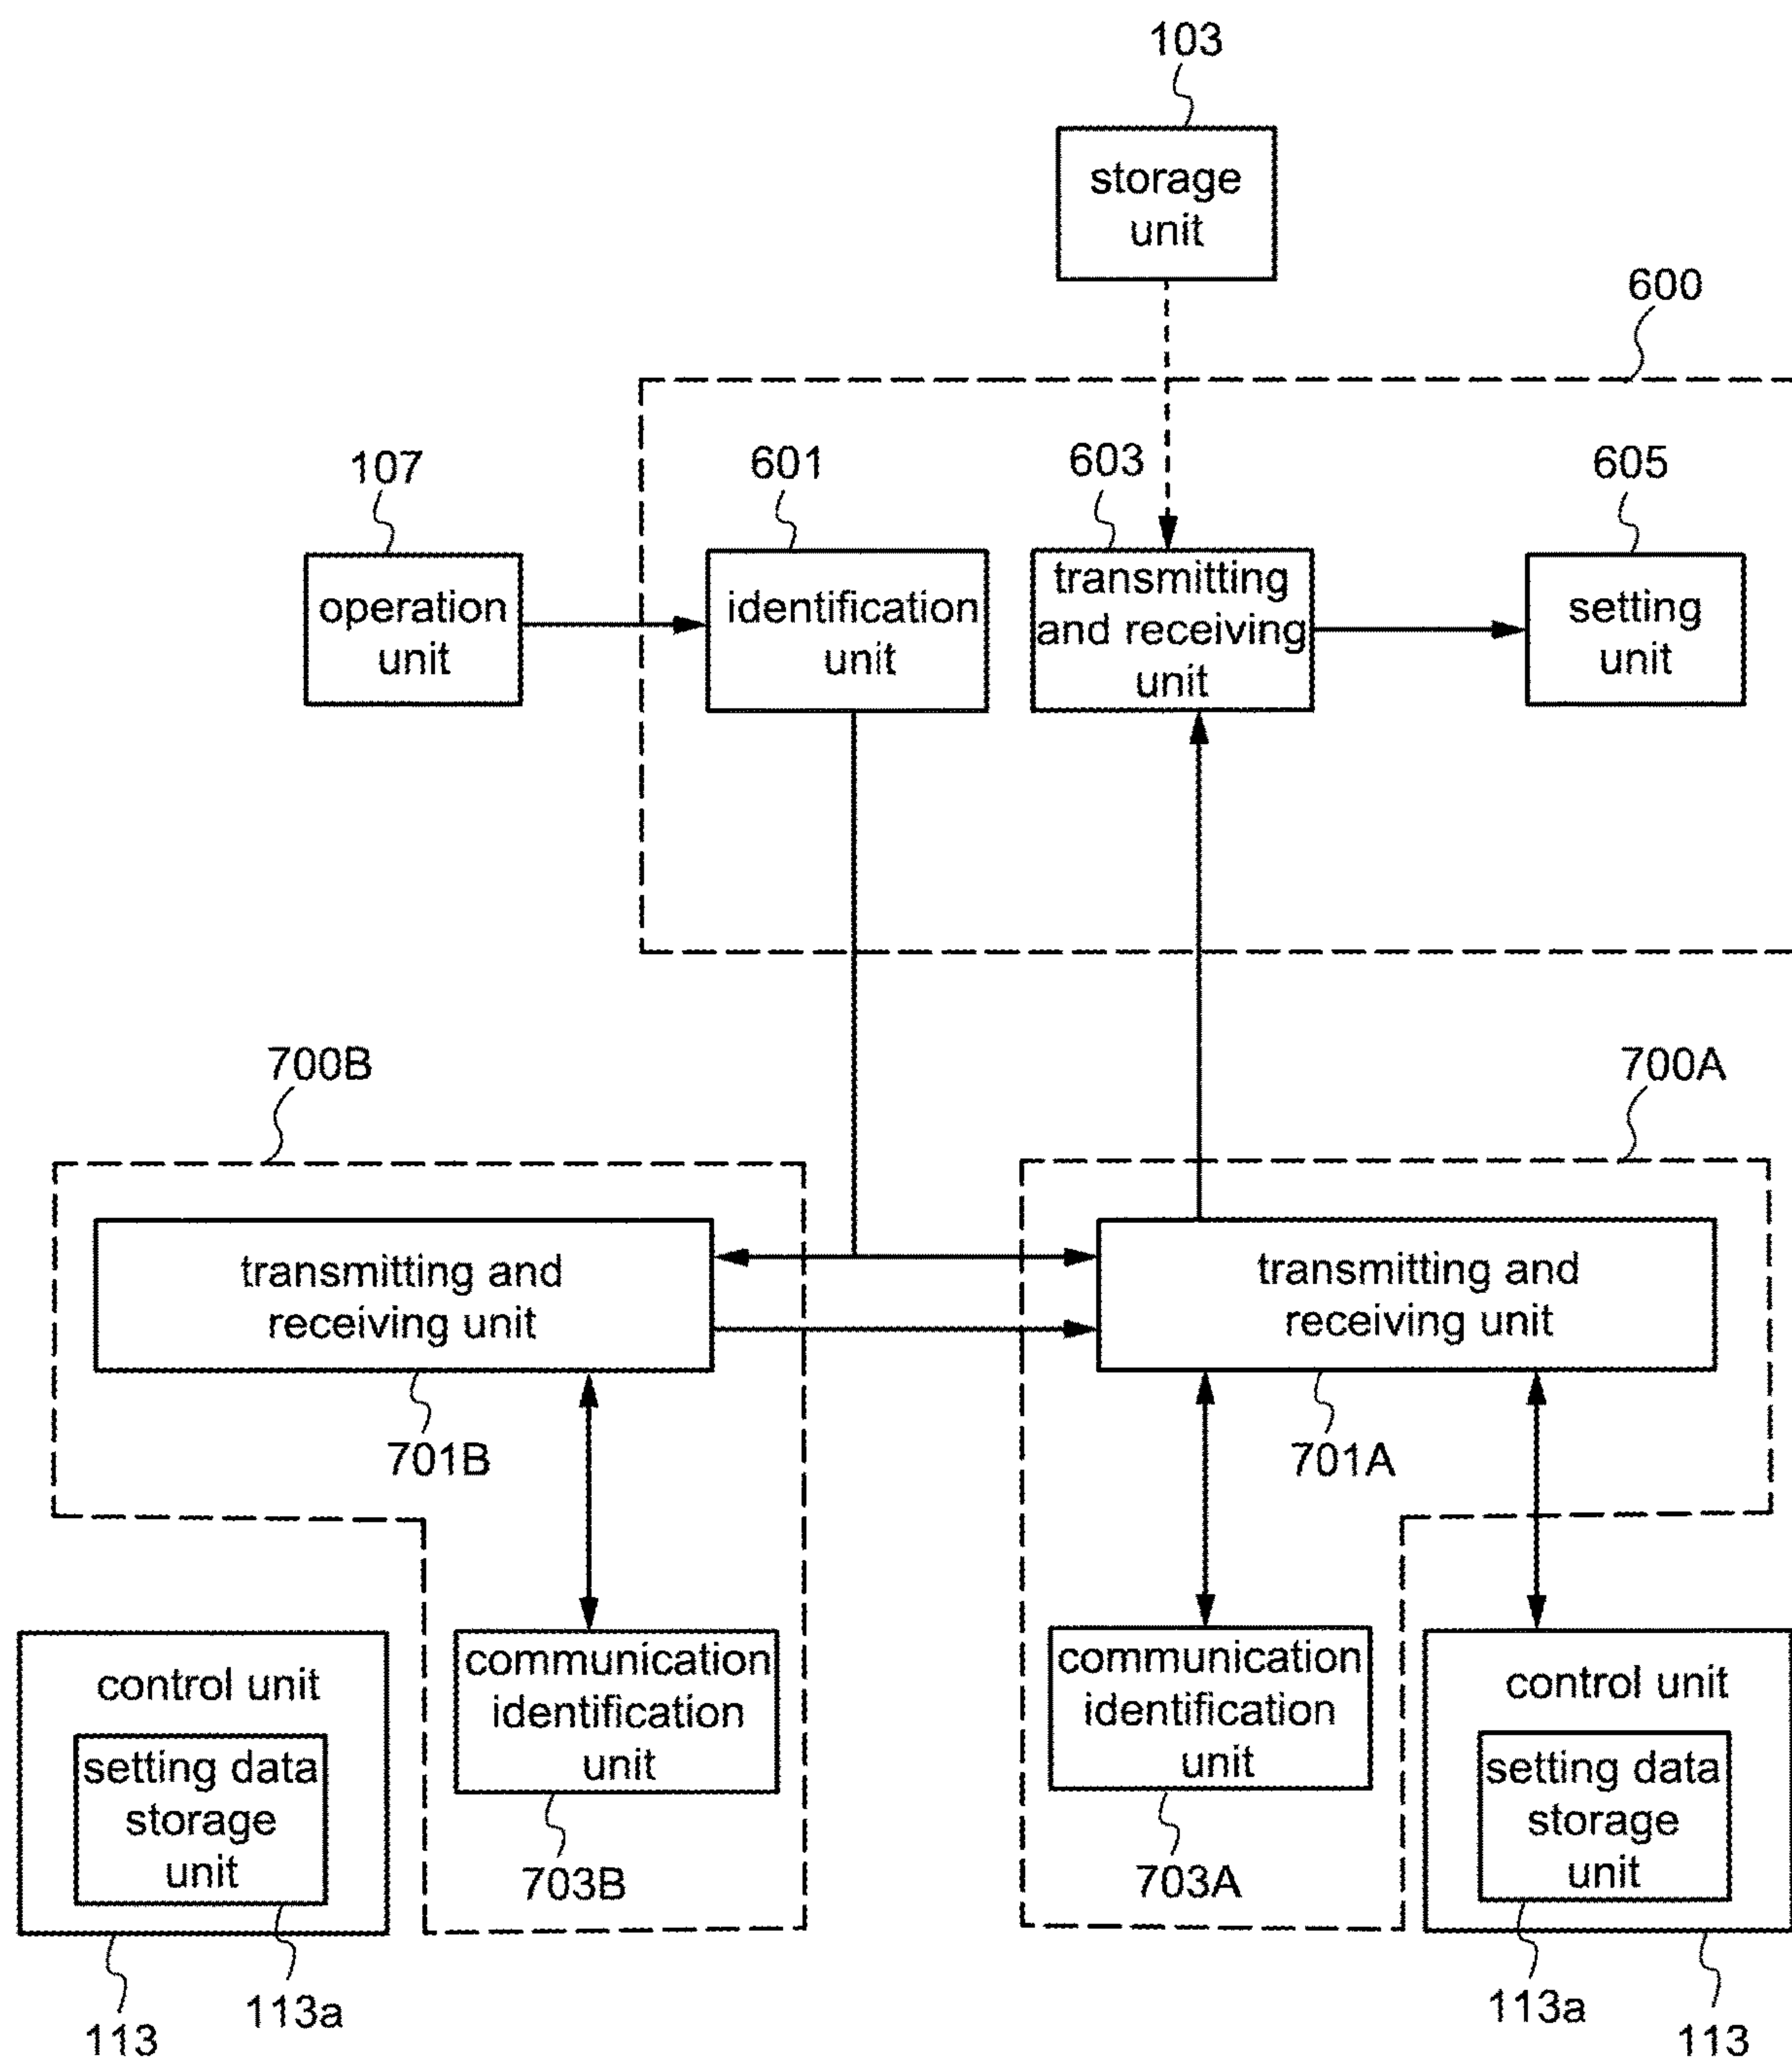 103
storage
unit
600
107
601
603
605
operation
unit
identification
unit
transmitting
and receiving
unit
setting
unit
700B
700A
transmitting and
receiving unit
transmitting and
receiving unit
701B
701A
control unit
setting data
storage
unit
communication
identification
unit
communication
identification
unit
control unit
setting data
storage
unit
703B
703A
113
113a
113a
113